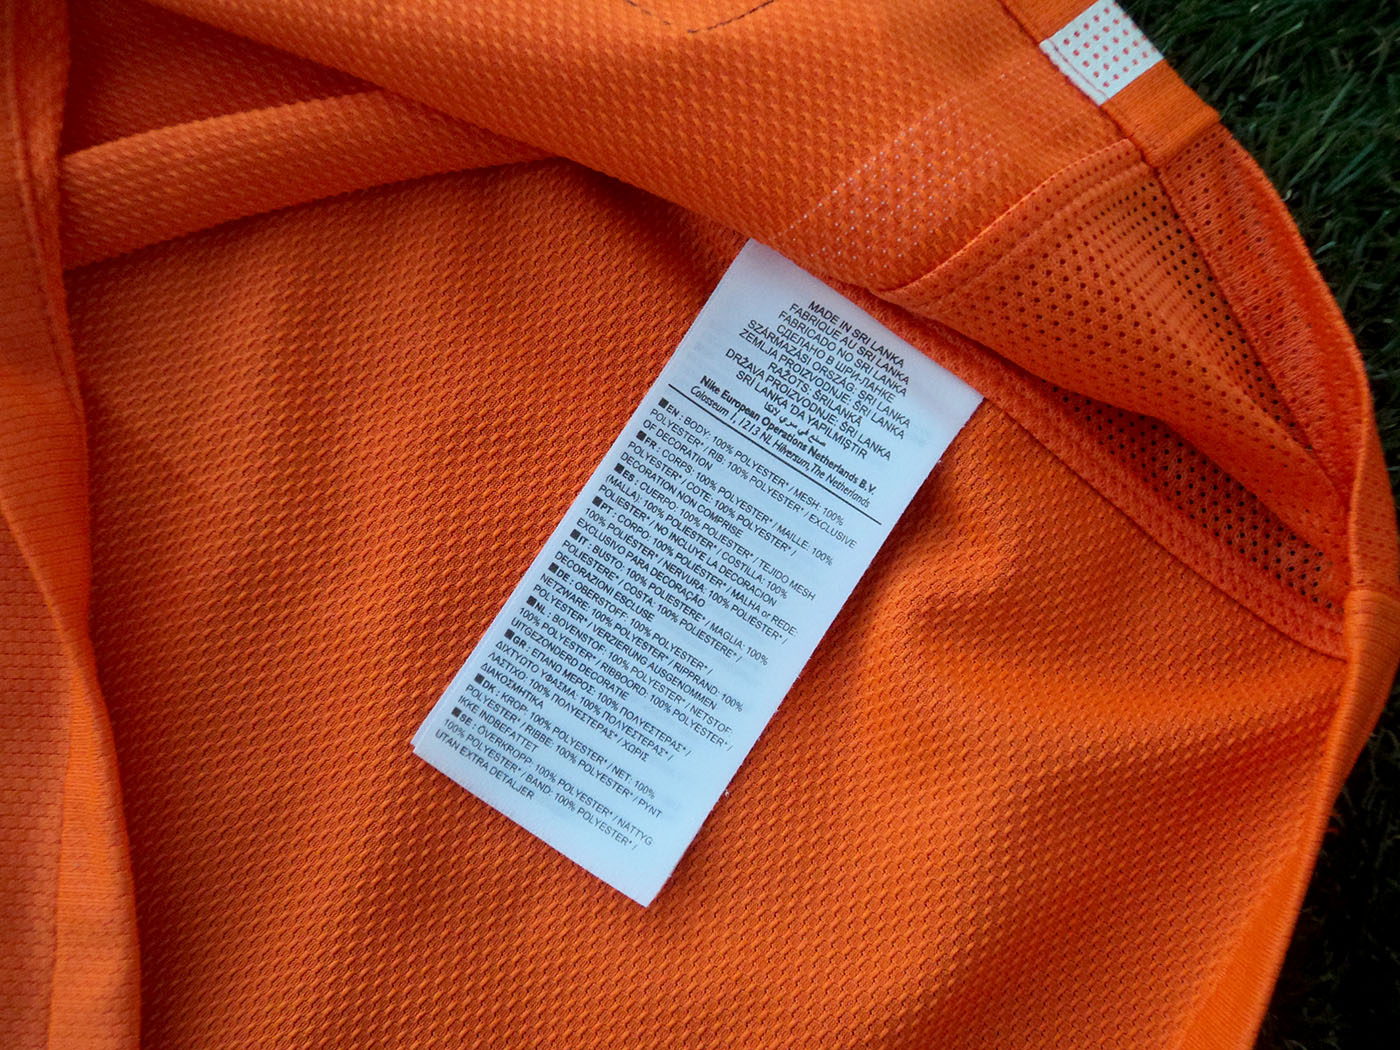 MADE IN SRI LANKA
FABRIQUE AU SRI LANKA
FABRICADO NO SRI LANKA
СДЕЛАНО В ШРИ-ЛАНКЕ
SZÁRMAZÁSI ORSZÁG: SRI LANKA
ZEMLJA PROIZVODNJE: ŠRI LANKA
RAŽOTS: ŠRILANKĀ
DRŽAVA PROIZVODNJE: ŠRI LANKA
SRİ LANKA 'DA YAPILMIŞTIR
صنع في سري لانكا
Nike European Operations Netherlands B.V.
Colosseum 1, 1213 NL Hilversum, The Netherlands
EN : BODY: 100% POLYESTER* / MESH: 100%
POLYESTER* / RIB: 100% POLYESTER* / EXCLUSIVE
OF DECORATION
FR : CORPS: 100% POLYESTER* / MAILLE: 100%
POLYESTER* / COTE: 100% POLYESTER* /
DECORATION NON COMPRISE
ES : CUERPO: 100% POLIESTER* / TEJIDO MESH
(MALLA): 100% POLIESTER* / COSTILLA: 100%
POLIESTER* / NO INCLUYE LA DECORACION
PT : CORPO: 100% POLIÉSTER* / MALHA or REDE:
100% POLIÉSTER* / NERVURA: 100% POLIÉSTER* /
EXCLUSIVO PARA DECORAÇÃO
IT : BUSTO: 100% POLIESTERE* / MAGLIA: 100%
POLIESTERE* / COSTA: 100% POLIESTERE* /
DECORAZIONI ESCLUSE
DE : OBERSTOFF: 100% POLYESTER* /
NETZWARE: 100% POLYESTER* / RIPPRAND: 100%
POLYESTER* / VERZIERUNG AUSGENOMMEN
NL : BOVENSTOF: 100% POLYESTER* / NETSTOF:
100% POLYESTER* / RIBBOORD: 100% POLYESTER* /
UITGEZONDERD DECORATIE
GR : ΕΠΑΝΩ ΜΕΡΟΣ: 100% ΠΟΛΥΕΣΤΕΡΑΣ* /
ΔΙΧΤΥΩΤΟ ΥΦΑΣΜΑ: 100% ΠΟΛΥΕΣΤΕΡΑΣ* /
ΛΑΣΤΙΧΟ: 100% ΠΟΛΥΕΣΤΕΡΑΣ* / ΧΩΡΙΣ
ΔΙΑΚΟΣΜΗΤΙΚΑ
DK : KROP: 100% POLYESTER* / NET: 100%
POLYESTER* / RIBBE: 100% POLYESTER* / PYNT
IKKE INDBEFATTET
SE : ÖVERKROPP: 100% POLYESTER* / NÄTTYG
100% POLYESTER* / BAND: 100% POLYESTER* /
UTAN EXTRA DETALJER